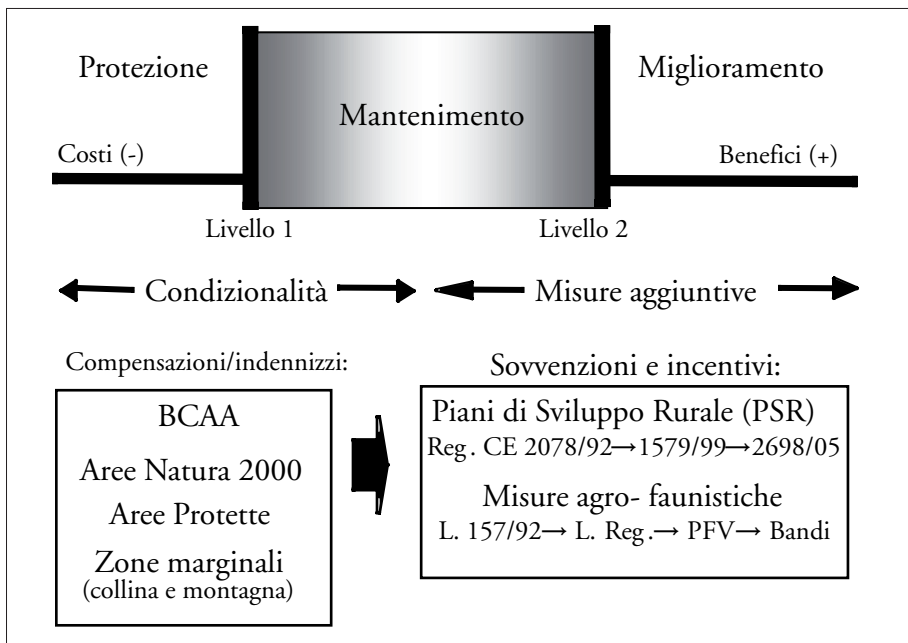 Protezione
Mantenimento
Miglioramento
Costi (-)
Benefici (+)
Livello 1
Livello 2
Condizionalità
Misure aggiuntive
Compensazioni/indennizzi:
BCAA
Aree Natura 2000
Aree Protette
Zone marginali
(collina e montagna)
Sovvenzioni e incentivi:
Piani di Sviluppo Rurale (PSR)
Reg. CE 2078/92→1579/99→2698/05
Misure agro- faunistiche
L. 157/92→ L. Reg.→ PFV→ Bandi